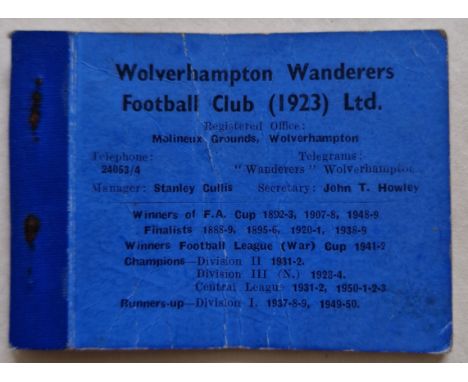 Wolverhampton Wanderers
Football Club (1923) Ltd.
Registered Office:
Molineux Grounds, Wolverhampton
Telephone: Telegrams:
24053/4 "Wanderers" Wolverhampton
Manager: Stanley Cullis Secretary: John T. Howley
Winners of F.A. Cup 1892-3, 1907-8, 1948-9
Finalists 1888-9, 1895-6, 1920-1, 1938-9
Winners Football League (War) Cup 1941-2
Champions—Division II 1931-2.
Division III (N.) 1923-4.
Central League 1931-2, 1950-1-2-3
Runners-up—Division I. 1937-8-9, 1949-50.